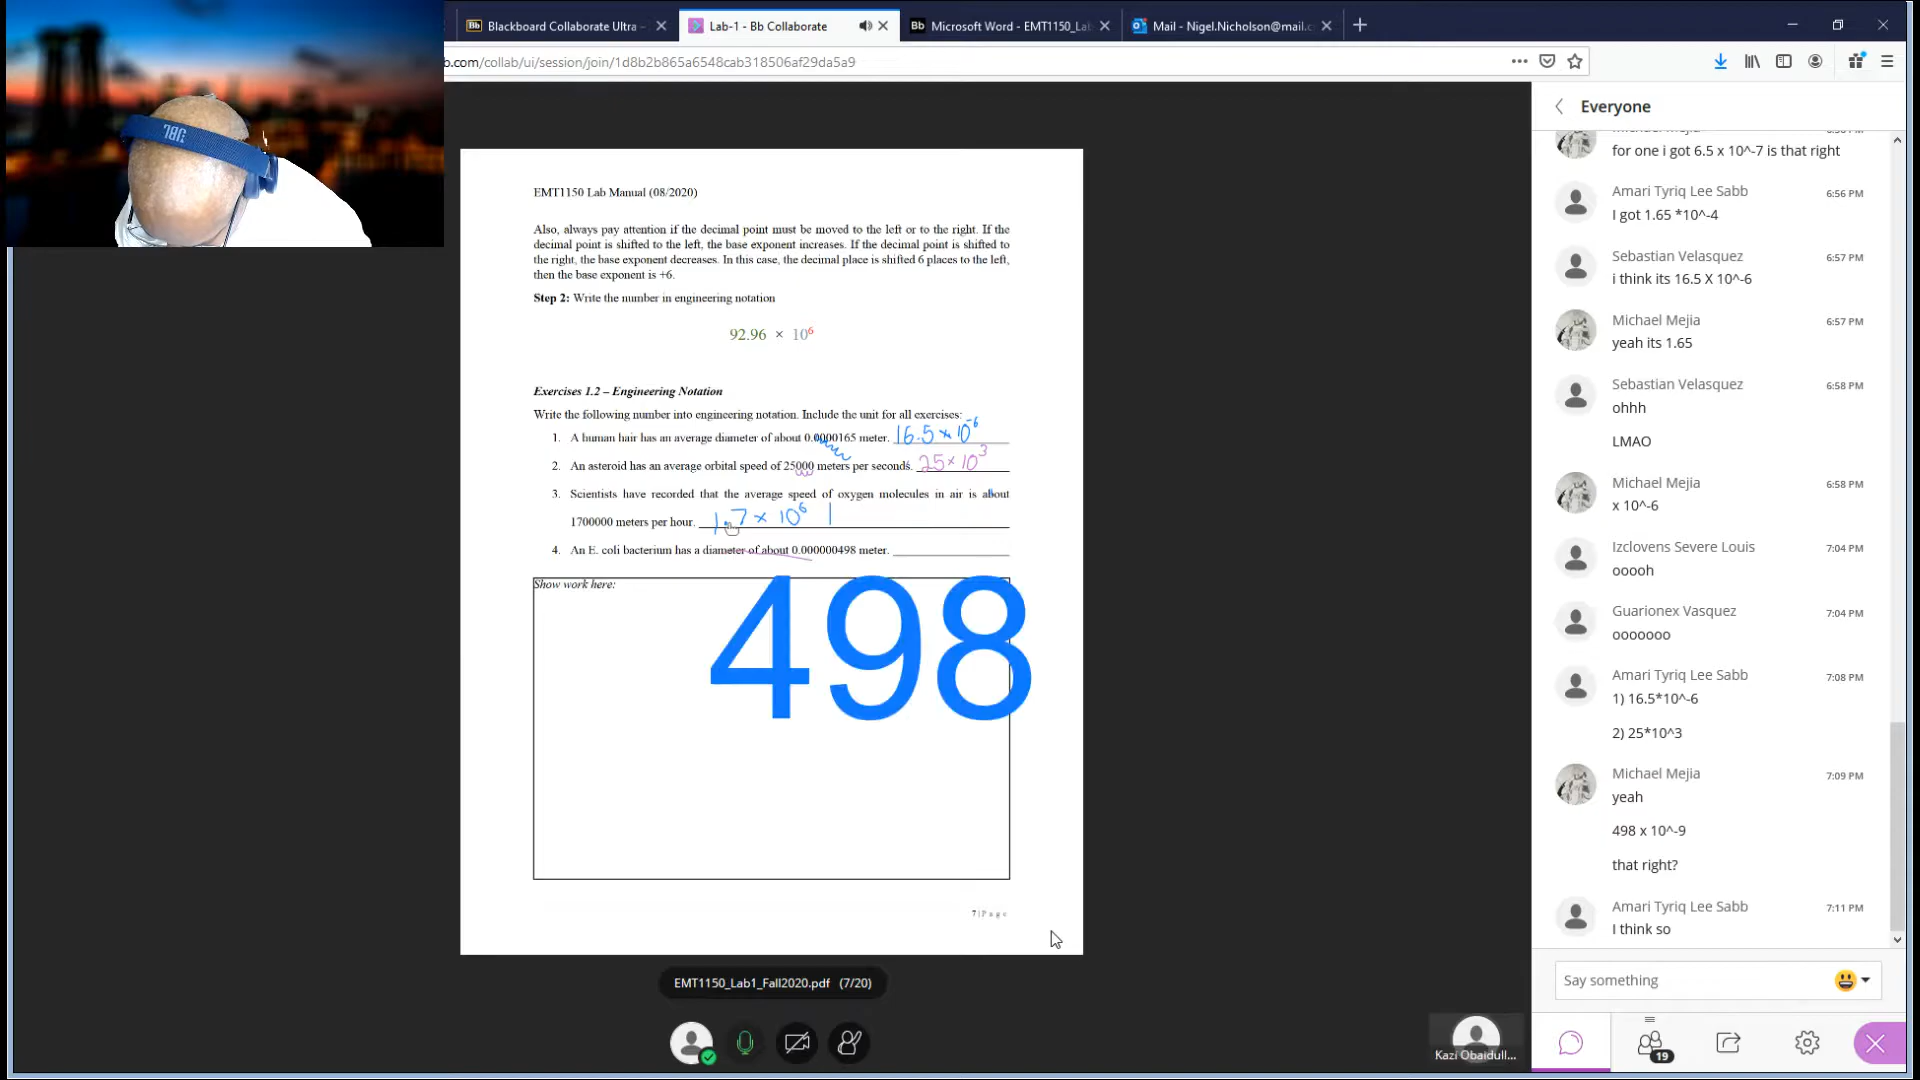 Blackboard Collaborate Ultra -
Lab-1 - Bb Collaborate
Microsoft Word - EMT1150_La
Mail - Nigel.Nicholson@mail.c
b.com/collab/ui/session/join/1d8b2b865a6548cab318506af29da5a9
JBL
EMT1150 Lab Manual (08/2020)
Also, always pay attention if the decimal point must be moved to the left or to the right. If the
decimal point is shifted to the left, the base exponent increases. If the decimal point is shifted to
the right, the base exponent decreases. In this case, the decimal place is shifted 6 places to the left,
then the base exponent is +6.
Step 2: Write the number in engineering notation
92.96 × 10⁶
Exercises 1.2 – Engineering Notation
Write the following number into engineering notation. Include the unit for all exercises:
1. A human hair has an average diameter of about 0.0000165 meter. 16.5 × 10⁻⁶
2. An asteroid has an average orbital speed of 25000 meters per seconds. 25 × 10³
3. Scientists have recorded that the average speed of oxygen molecules in air is about
1700000 meters per hour. 1.7 × 10⁶ |
4. An E. coli bacterium has a diameter of about 0.000000498 meter.
Show work here:
498
7 | Page
EMT1150_Lab1_Fall2020.pdf (7/20)
Kazi Obaidull...
Everyone
for one i got 6.5 x 10^-7 is that right
Amari Tyriq Lee Sabb 6:56 PM
I got 1.65 *10^-4
Sebastian Velasquez 6:57 PM
i think its 16.5 X 10^-6
Michael Mejia 6:57 PM
yeah its 1.65
Sebastian Velasquez 6:58 PM
ohhh
LMAO
Michael Mejia 6:58 PM
x 10^-6
Izclovens Severe Louis 7:04 PM
ooooh
Guarionex Vasquez 7:04 PM
ooooooo
Amari Tyriq Lee Sabb 7:08 PM
1) 16.5*10^-6
2) 25*10^3
Michael Mejia 7:09 PM
yeah
498 x 10^-9
that right?
Amari Tyriq Lee Sabb 7:11 PM
I think so
Say something
19